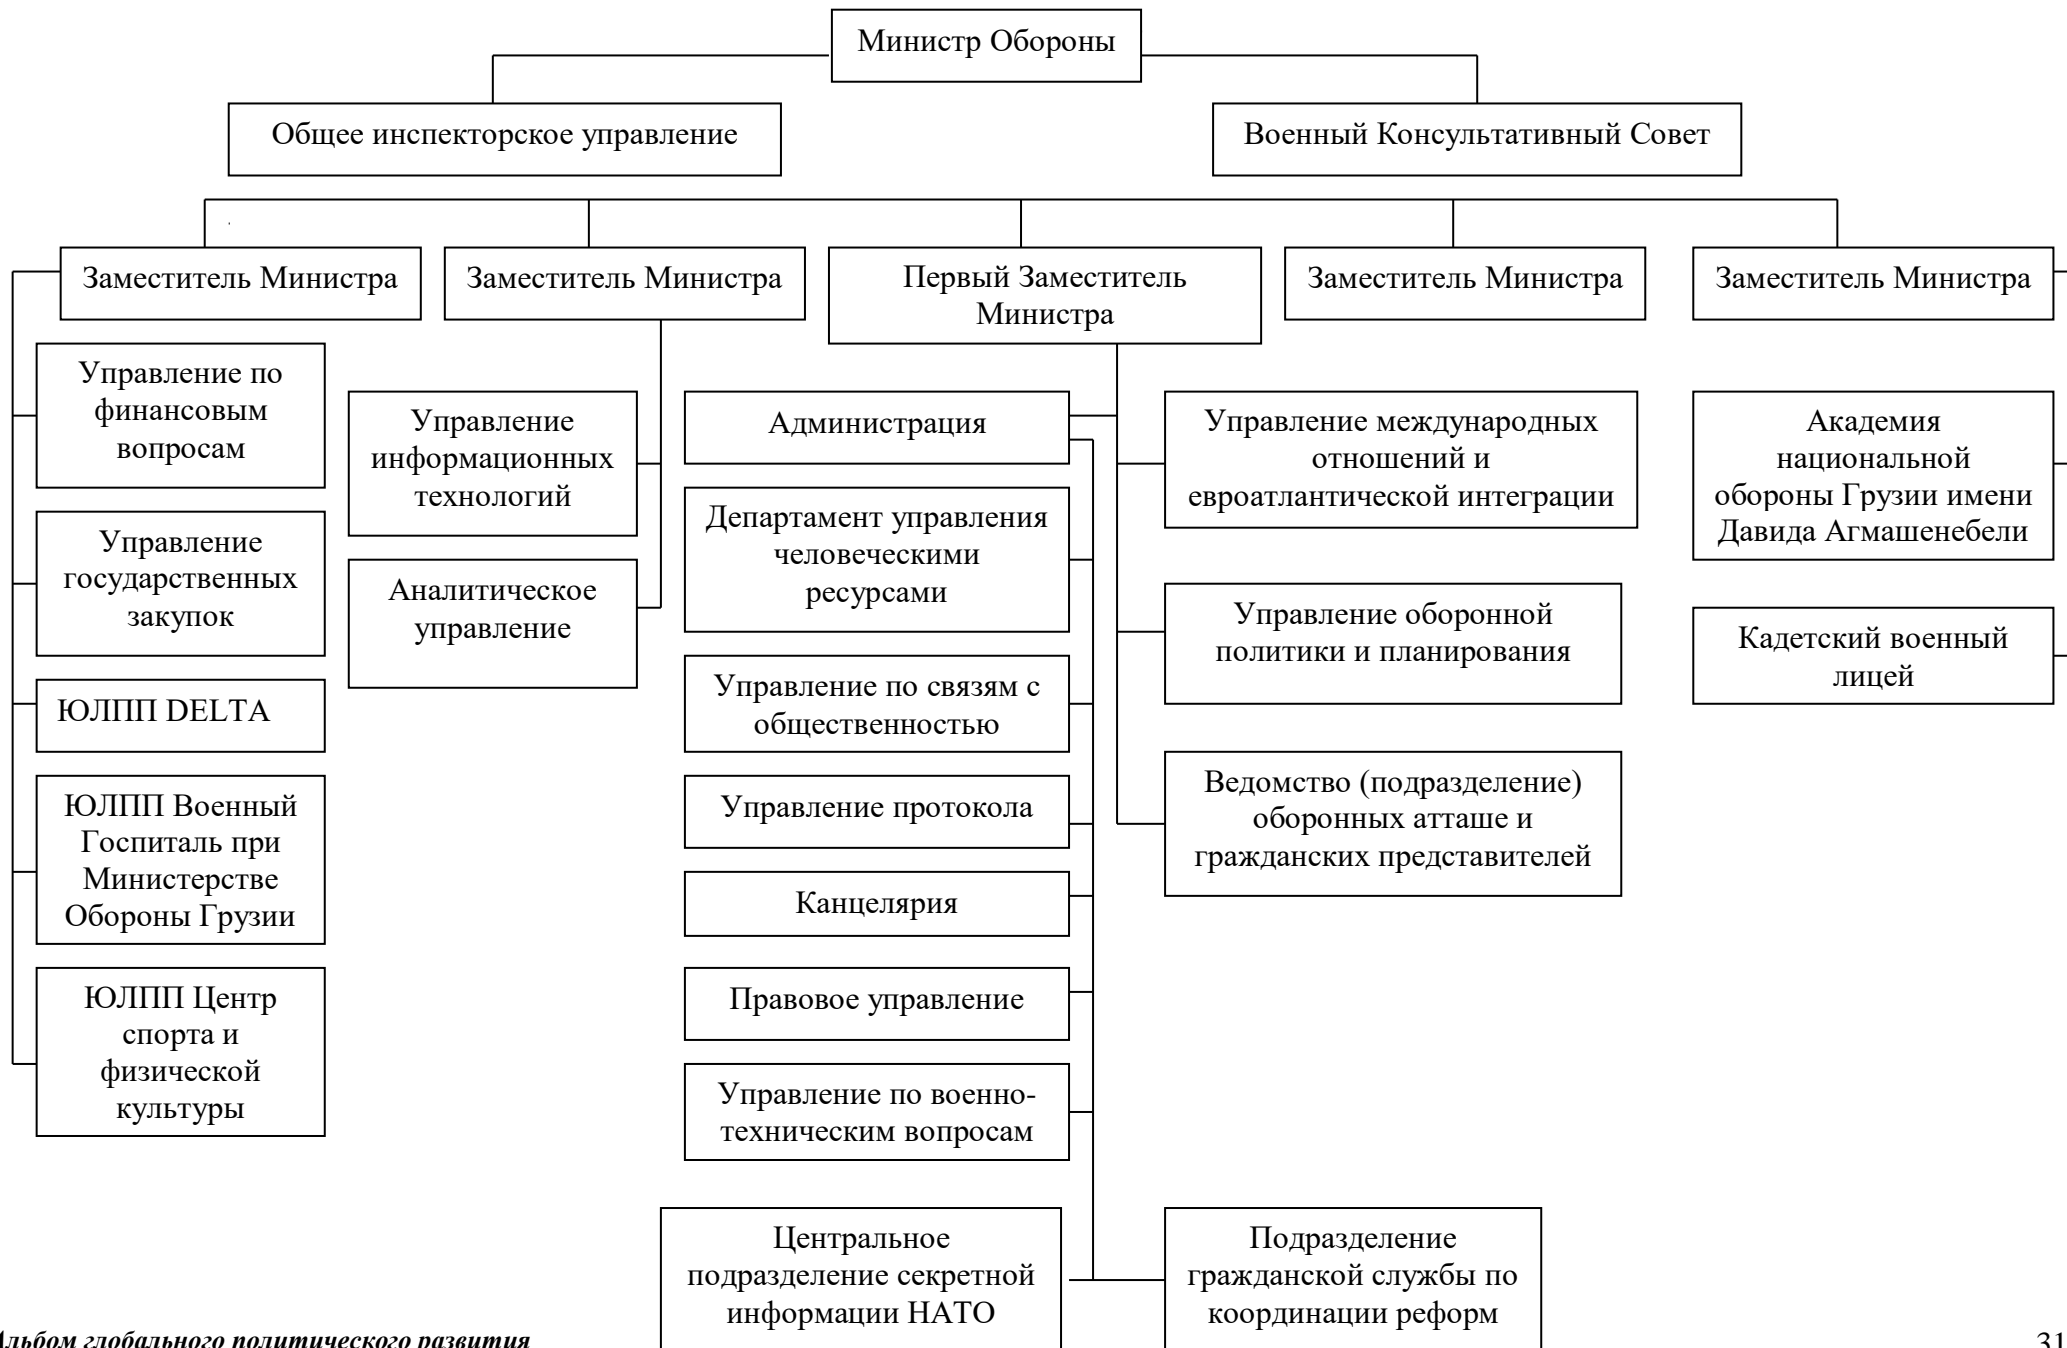 Министр Обороны
Общее инспекторское управление
Военный Консультативный Совет
Заместитель Министра
Заместитель Министра
Первый Заместитель
Министра
Заместитель Министра
Заместитель Министра
Управление по
финансовым
вопросам
Управление
государственных
закупок
ЮЛПП DELTA
ЮЛПП Военный
Госпиталь при
Министерстве
Обороны Грузии
ЮЛПП Центр
спорта и
физической
культуры
Управление
информационных
технологий
Аналитическое
управление
Администрация
Департамент управления
человеческими
ресурсами
Управление по связям с
общественностью
Управление протокола
Канцелярия
Правовое управление
Управление по военно-
техническим вопросам
Центральное
подразделение секретной
информации НАТО
Управление международных
отношений и
евроатлантической интеграции
Управление оборонной
политики и планирования
Ведомство (подразделение)
оборонных атташе и
гражданских представителей
Подразделение
гражданской службы по
координации реформ
Академия
национальной
обороны Грузии имени
Давида Агмашенебели
Кадетский военный
лицей
Альбом глобального политического развития
31